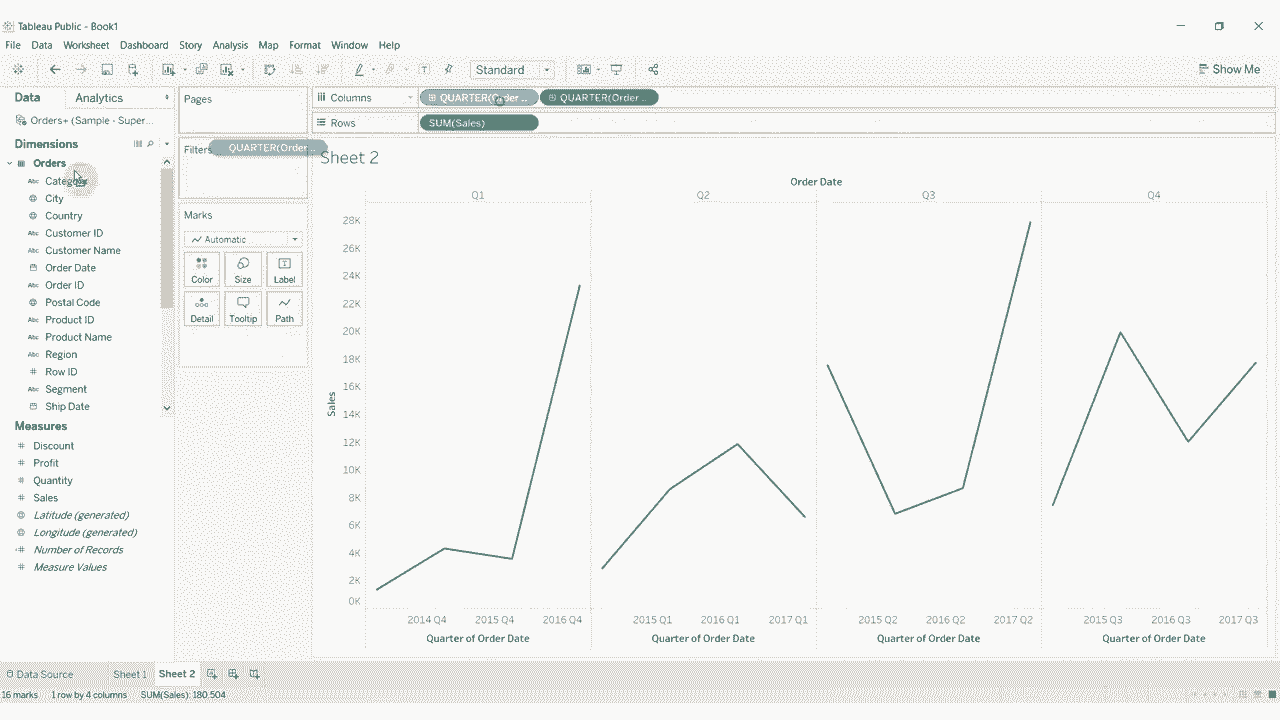 Tableau Public - Book1
File Data Worksheet Dashboard Story Analysis Map Format Window Help
Standard
Show Me
Data Analytics
Orders+ (Sample - Super...
Dimensions
Orders
Abc Category
City
Country
Abc Customer ID
Abc Customer Name
Order Date
Abc Order ID
Postal Code
Abc Product ID
Abc Product Name
Abc Region
# Row ID
Abc Segment
Ship Date
Measures
# Discount
# Profit
# Quantity
# Sales
Latitude (generated)
Longitude (generated)
Number of Records
# Measure Values
Pages
Filters
QUARTER(Order...
Marks
Automatic
Color Size Label
Detail Tooltip Path
Columns QUARTER(Order .. QUARTER(Order ..
Rows SUM(Sales)
Sheet 2
Order Date
Q1 Q2 Q3 Q4
28K
26K
24K
22K
20K
18K
16K
14K
12K
10K
8K
6K
4K
2K
0K
Sales
2014 Q4 2015 Q4 2016 Q4 2015 Q1 2016 Q1 2017 Q1 2015 Q2 2016 Q2 2017 Q2 2015 Q3 2016 Q3 2017 Q3
Quarter of Order Date Quarter of Order Date Quarter of Order Date Quarter of Order Date
Data Source Sheet 1 Sheet 2
16 marks 1 row by 4 columns SUM(Sales): 180,504